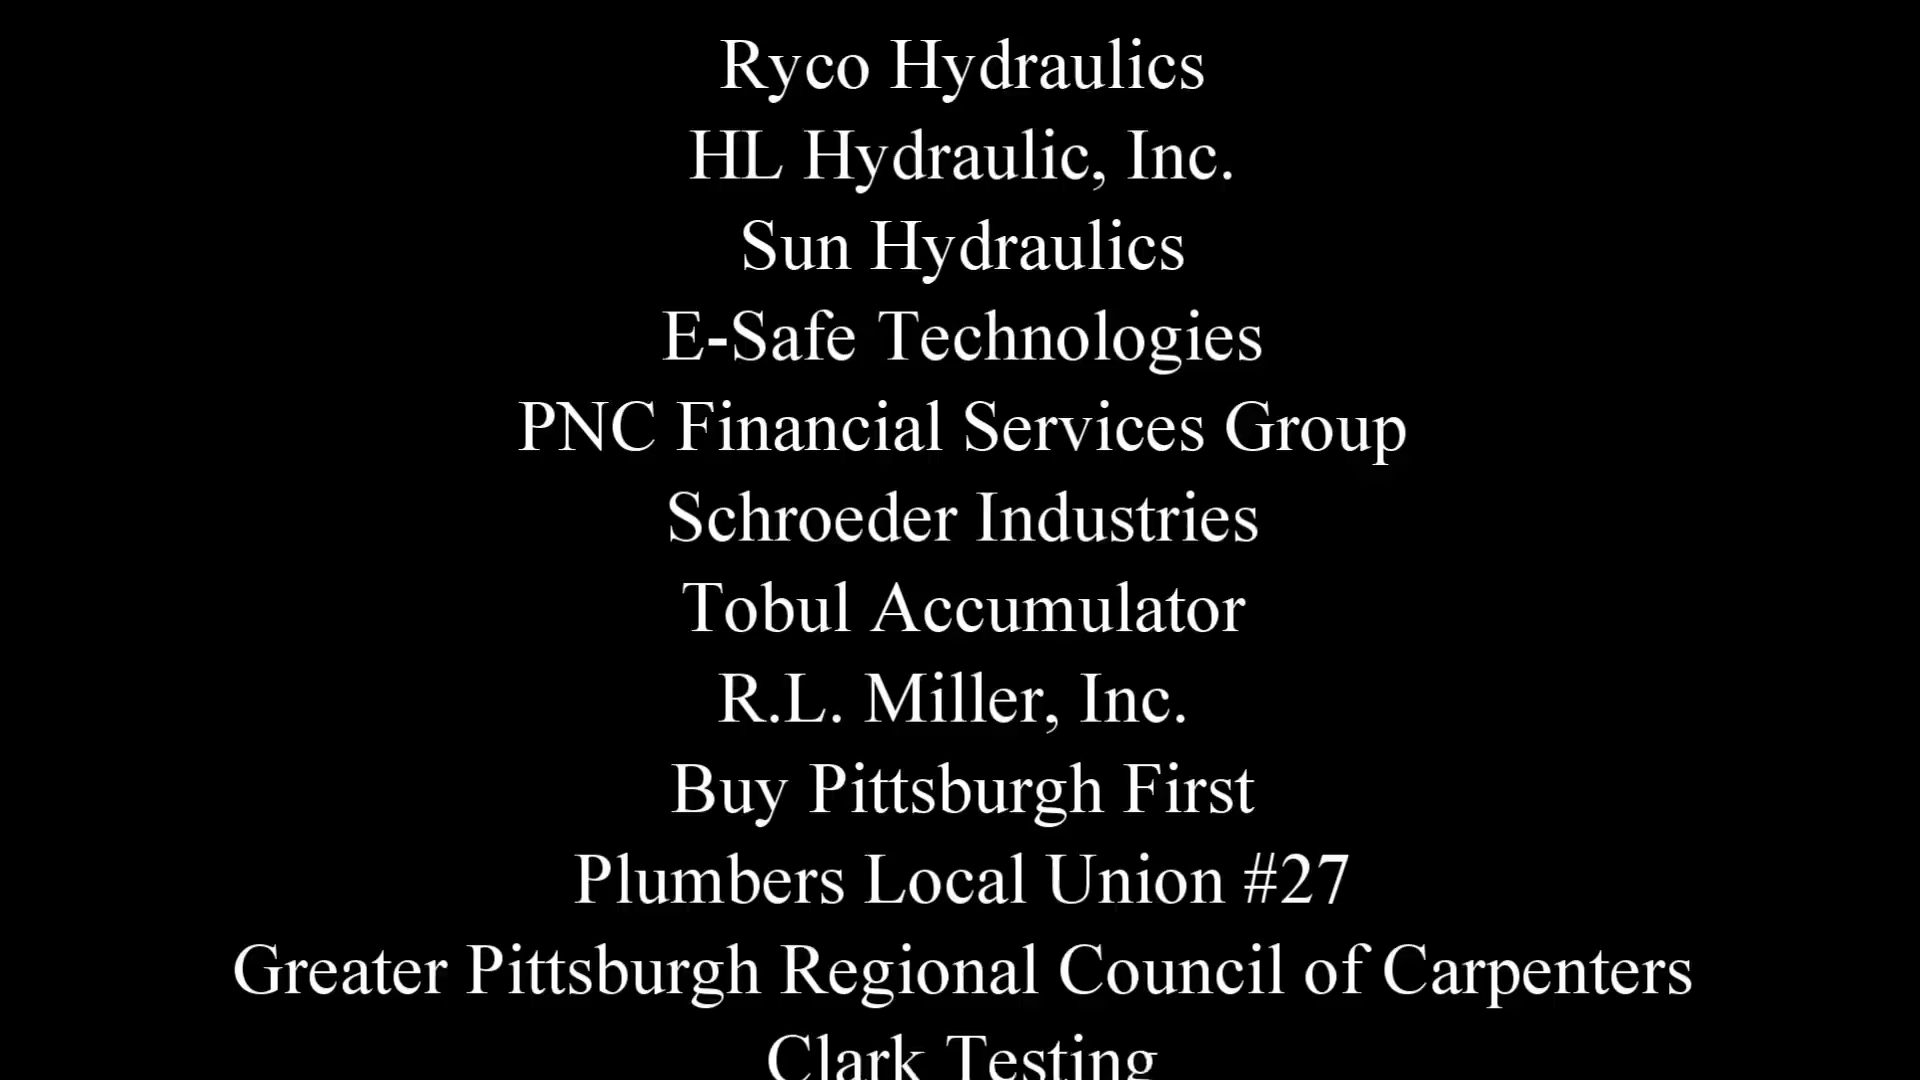 Ryco Hydraulics
HL Hydraulic, Inc.
Sun Hydraulics
E-Safe Technologies
PNC Financial Services Group
Schroeder Industries
Tobul Accumulator
R.L. Miller, Inc.
Buy Pittsburgh First
Plumbers Local Union #27
Greater Pittsburgh Regional Council of Carpenters
Clark Testing